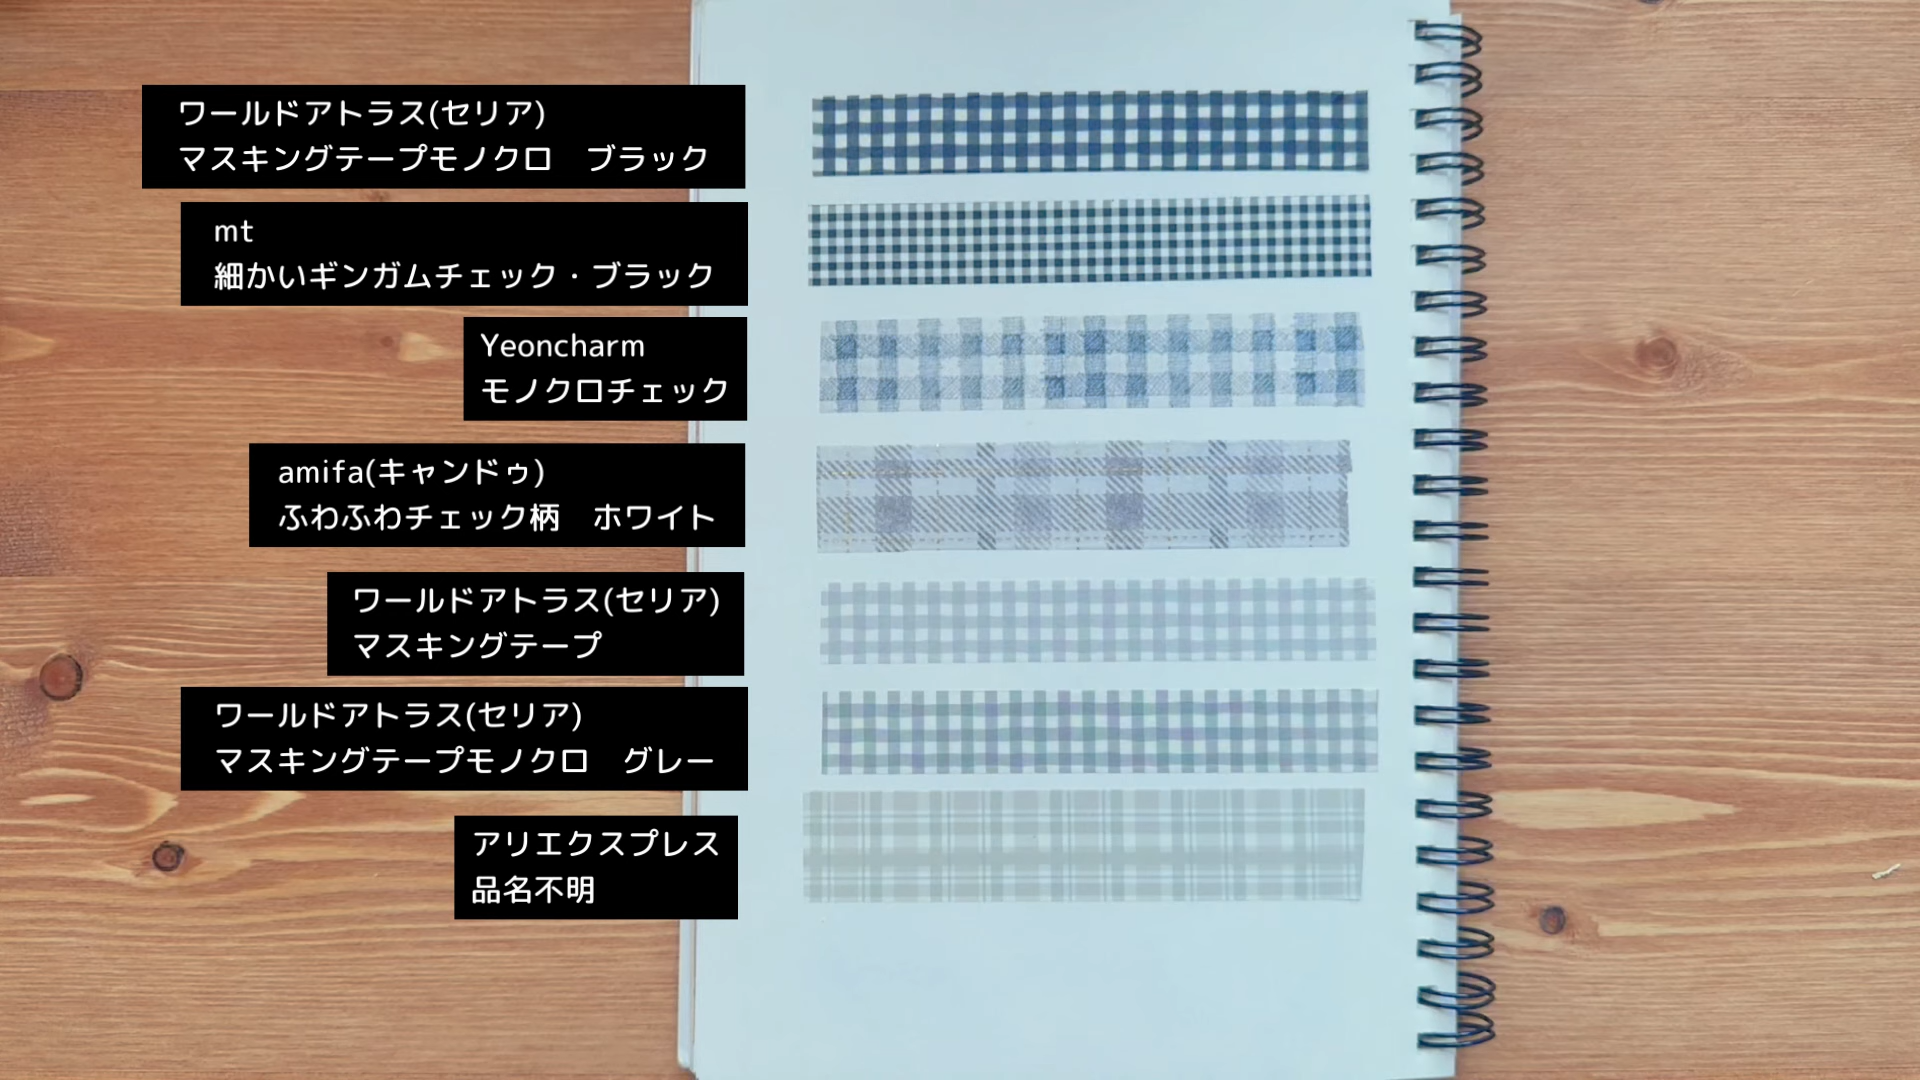 ワールドアトラス(セリア)
マスキングテープモノクロ　ブラック
mt
細かいギンガムチェック・ブラック
Yeoncharm
モノクロチェック
amifa(キャンドゥ)
ふわふわチェック柄　ホワイト
ワールドアトラス(セリア)
マスキングテープ
ワールドアトラス(セリア)
マスキングテープモノクロ　グレー
アリエクスプレス
品名不明